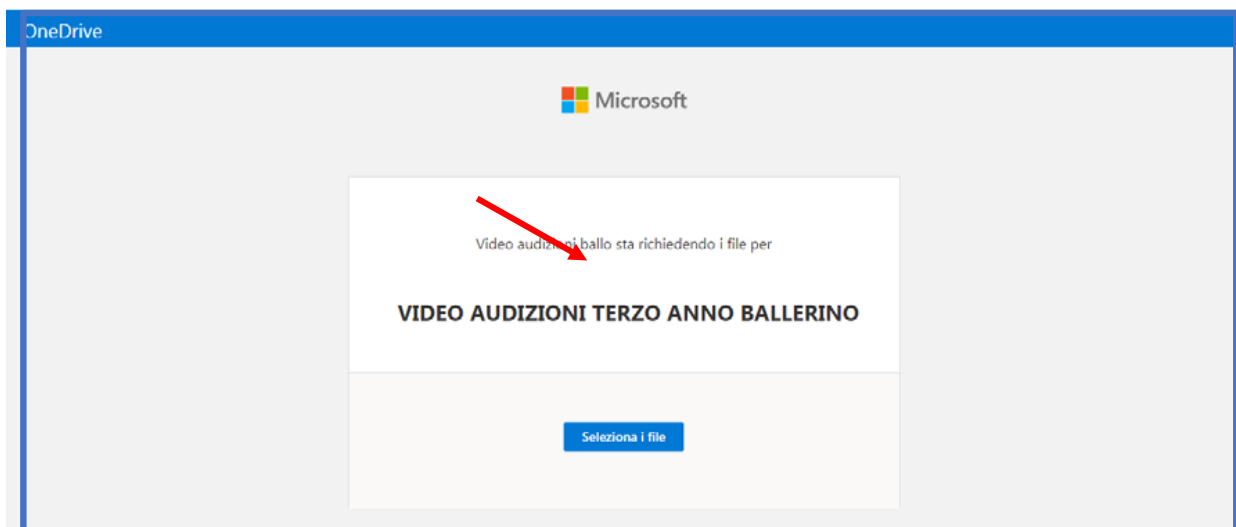 OneDrive
Microsoft
Video audizioni ballo sta richiedendo i file per
VIDEO AUDIZIONI TERZO ANNO BALLERINO
Seleziona i file